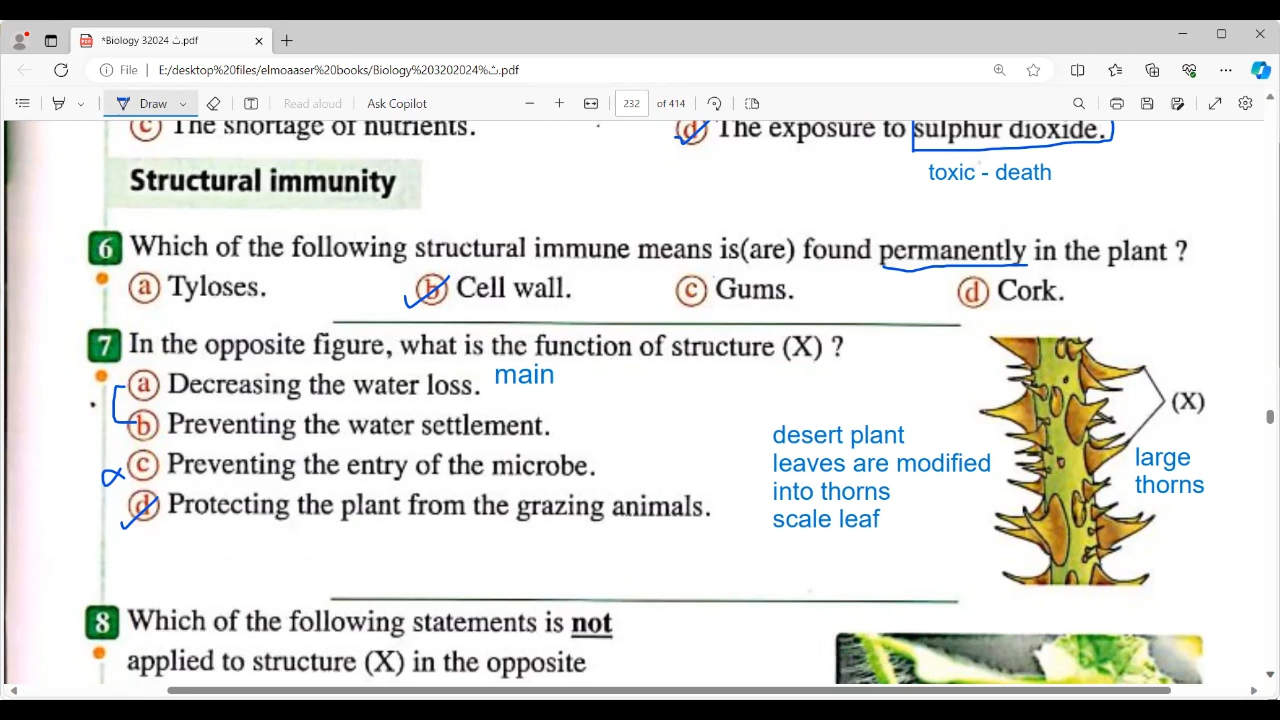 *Biology 32024 ث.pdf
File E:/desktop%20files/elmoaaser%20books/Biology%203202024%ث.pdf
Draw Read aloud Ask Copilot 232 of 414
c The shortage of nutrients. d The exposure to sulphur dioxide.
toxic - death
Structural immunity
6 Which of the following structural immune means is(are) found permanently in the plant ?
a Tyloses. b Cell wall. c Gums. d Cork.
7 In the opposite figure, what is the function of structure (X) ?
a Decreasing the water loss. main
(X)
b Preventing the water settlement.
c Preventing the entry of the microbe.
d Protecting the plant from the grazing animals.
desert plant
leaves are modified
into thorns
scale leaf
large
thorns
8 Which of the following statements is not
applied to structure (X) in the opposite